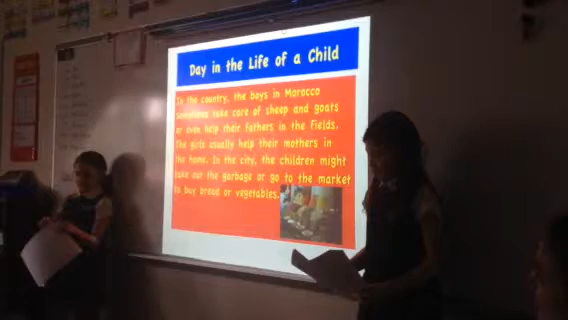 Day in the Life of a Child
In the country, the boys in Morocco
sometimes take care of sheep and goats
or even help their fathers in the fields.
The girls usually help their mothers in
the home. In the city, the children might
take out the garbage or go to the market
to buy bread or vegetables.